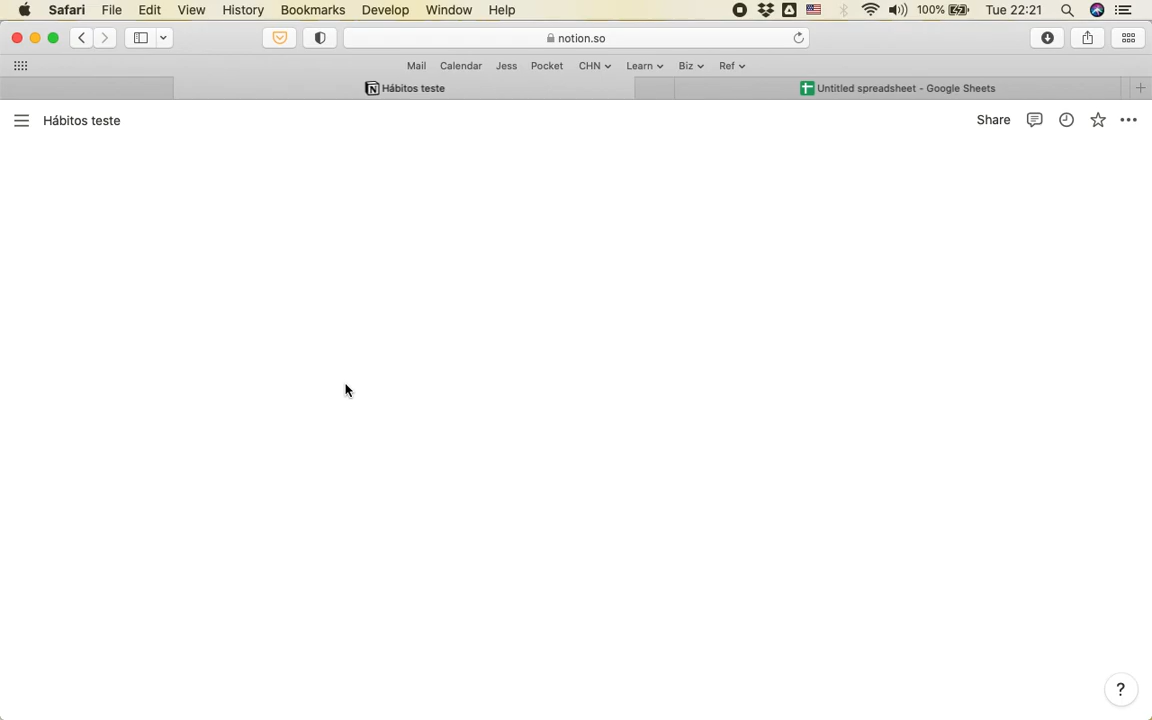 Safari File Edit View History Bookmarks Develop Window Help 100% Tue 22:21
notion.so
Mail Calendar Jess Pocket CHN Learn Biz Ref
Hábitos teste Untitled spreadsheet - Google Sheets
Hábitos teste Share
?